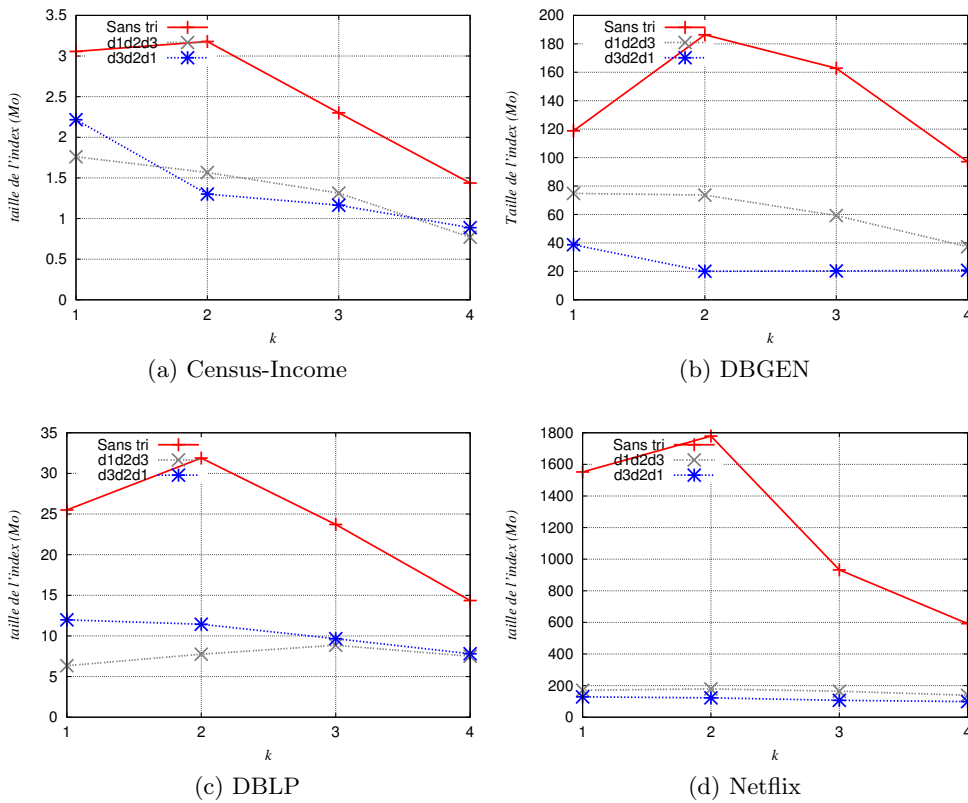 Sans tri
d1d2d3
d3d2d1
taille de l'index (Mo)
3.5
3
2.5
2
1.5
1
0.5
0
1 2 3 4
k
(a) Census-Income
Sans tri
d1d2d3
d3d2d1
Taille de l'index (Mo)
200
180
160
140
120
100
80
60
40
20
0
1 2 3 4
k
(b) DBGEN
Sans tri
d1d2d3
d3d2d1
taille de l'index (Mo)
35
30
25
20
15
10
5
0
1 2 3 4
k
(c) DBLP
Sans tri
d1d2d3
d3d2d1
taille de l'index (Mo)
1800
1600
1400
1200
1000
800
600
400
200
0
1 2 3 4
k
(d) Netflix